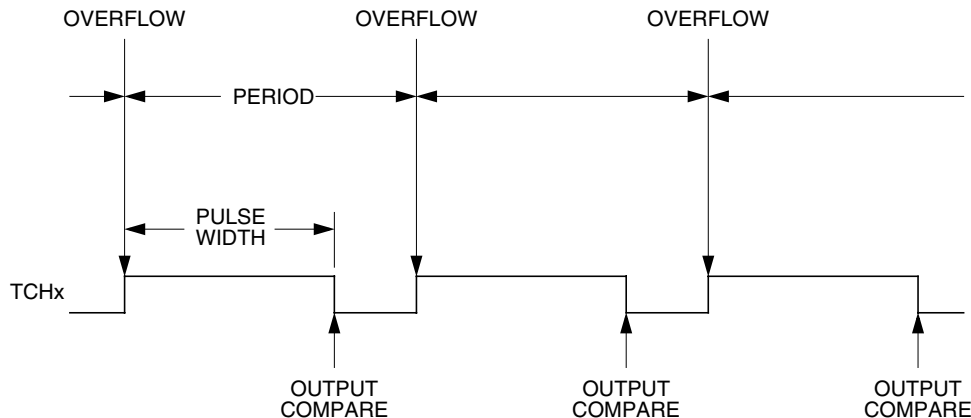 OVERFLOW OVERFLOW OVERFLOW
PERIOD
PULSE
WIDTH
TCHx
OUTPUT
COMPARE
OUTPUT
COMPARE
OUTPUT
COMPARE